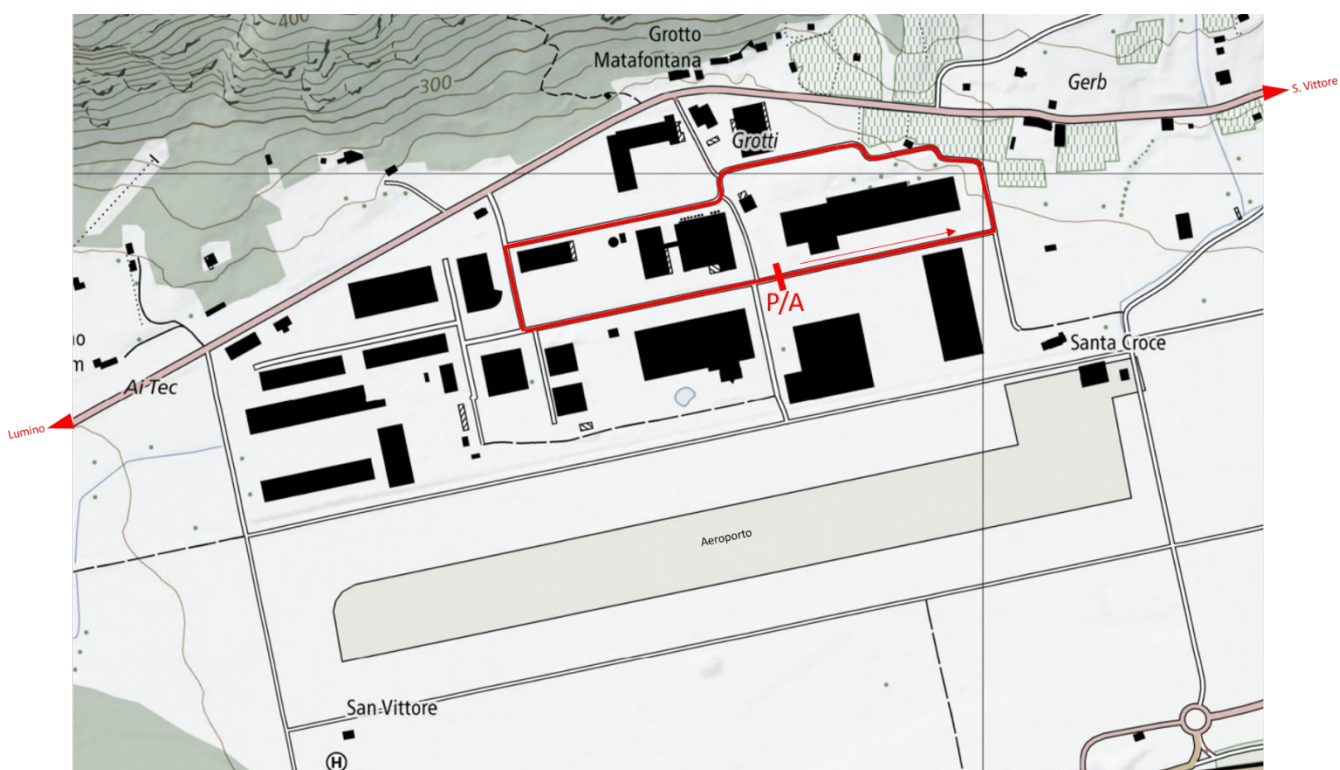 400
Grotto
Matafontana
300
Gerb
S. Vittore
Grotti
P/A
Santa Croce
Ai Tec
Lumino
Aeroporto
San Vittore
H